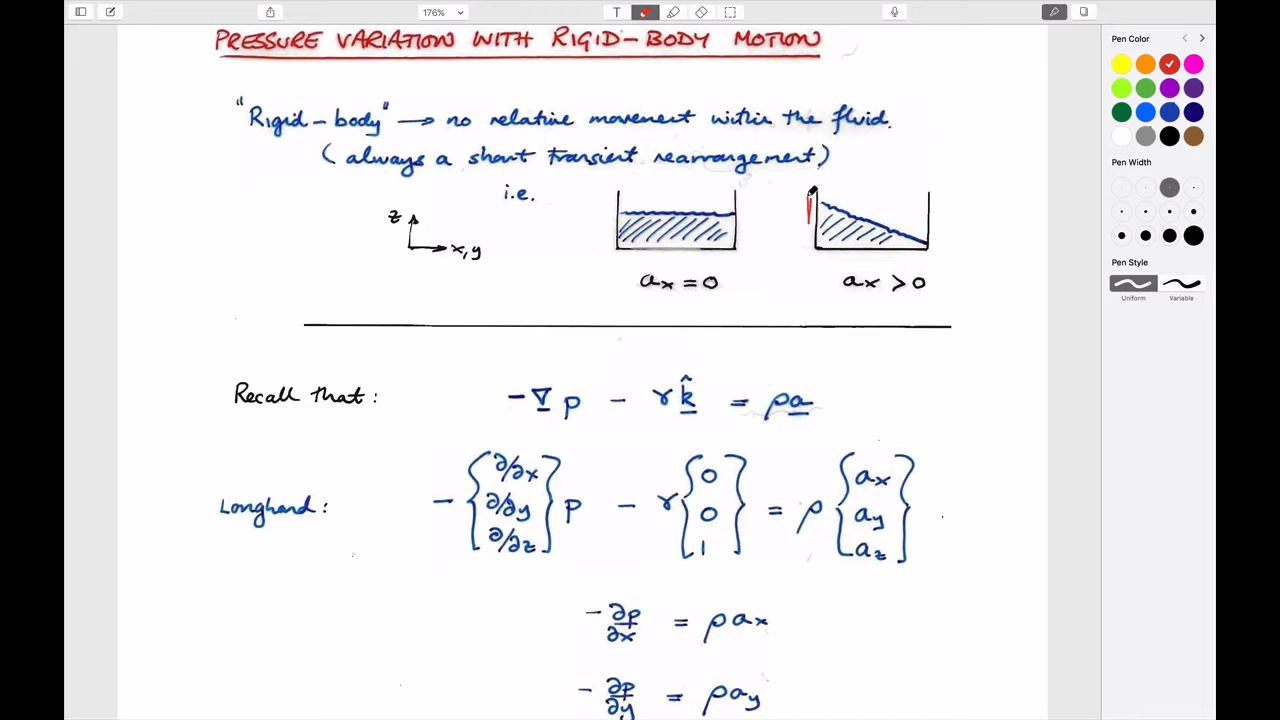 176%
T
PRESSURE VARIATION WITH RIGID-BODY MOTION
"Rigid-body" → no relative movement within the fluid.
(always a short transient rearrangement)
i.e.
z
x, y
ax = 0
ax > 0
Recall that: -∇p - γk̂ = ρa
Longhand: -{∂/∂x ∂/∂y ∂/∂z}p - γ{0 0 1} = ρ{ax ay az}
-∂p/∂x = ρax
-∂p/∂y = ρay
Pen Color
Pen Width
Pen Style
Uniform Variable